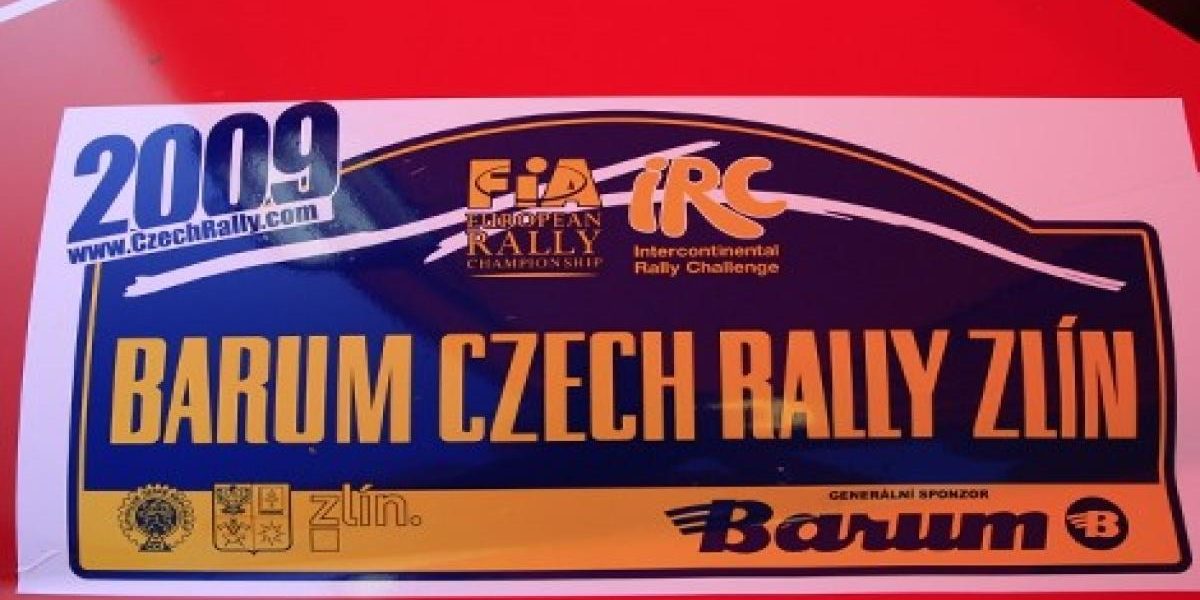 2009
www.CzechRally.com
FiA
EUROPEAN
RALLY
CHAMPIONSHIP
iRC
Intercontinental
Rally Challenge
BARUM CZECH RALLY ZLÍN
zlín.
GENERÁLNÍ SPONZOR
Barum B